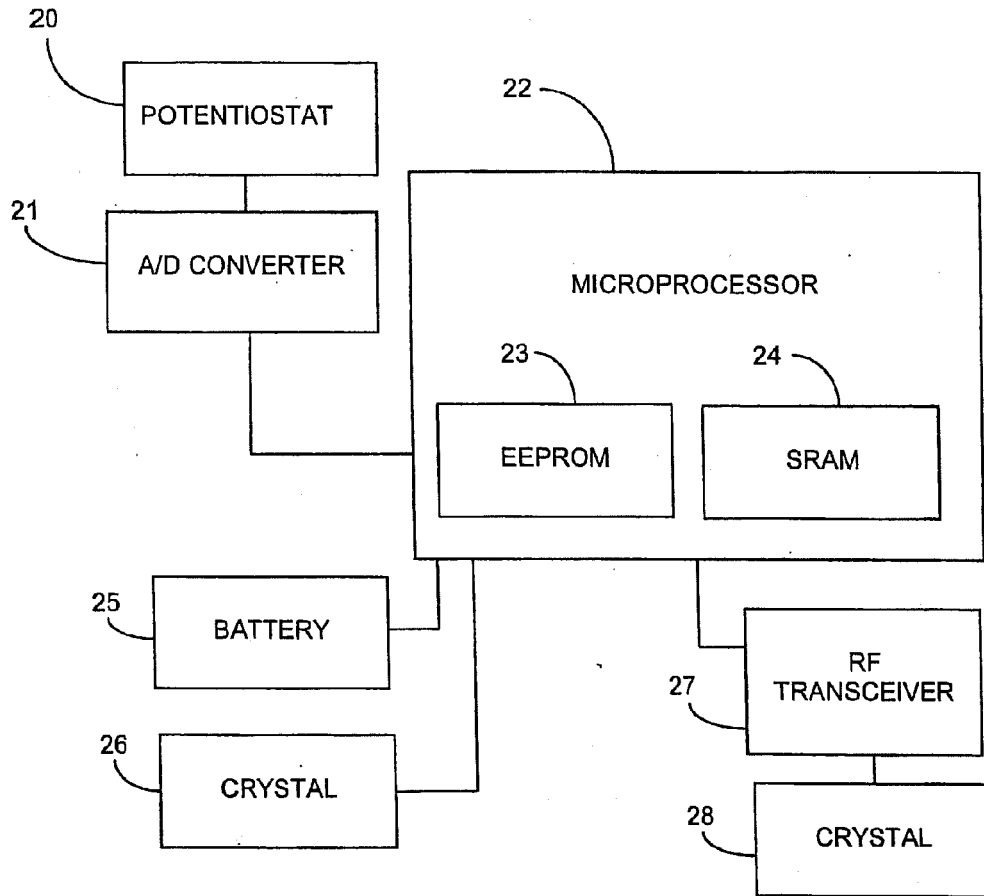 20
POTENTIOSTAT
22
21
A/D CONVERTER
MICROPROCESSOR
23
24
EEPROM
SRAM
25
BATTERY
RF
TRANSCEIVER
27
26
CRYSTAL
28
CRYSTAL